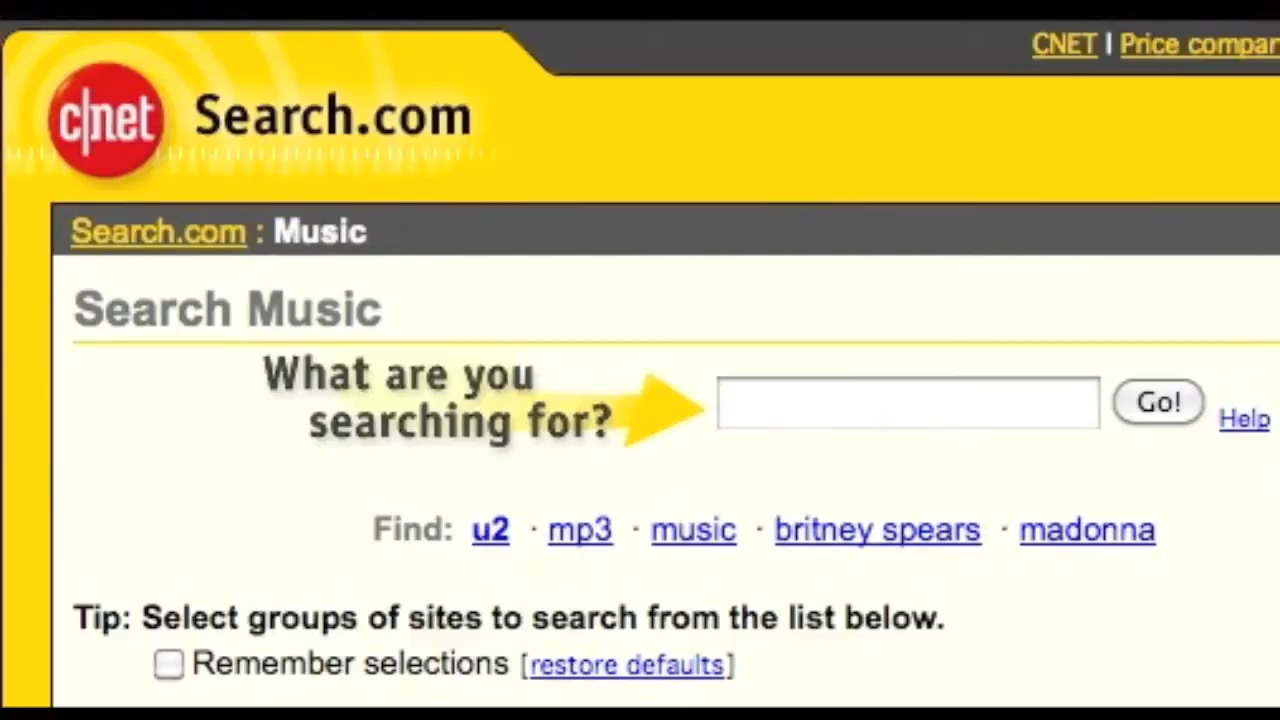 CNET | Price compar
c|net Search.com
Search.com : Music
Search Music
What are you
searching for?
Go!
Help
Find: u2 · mp3 · music · britney spears · madonna
Tip: Select groups of sites to search from the list below.
Remember selections [restore defaults]